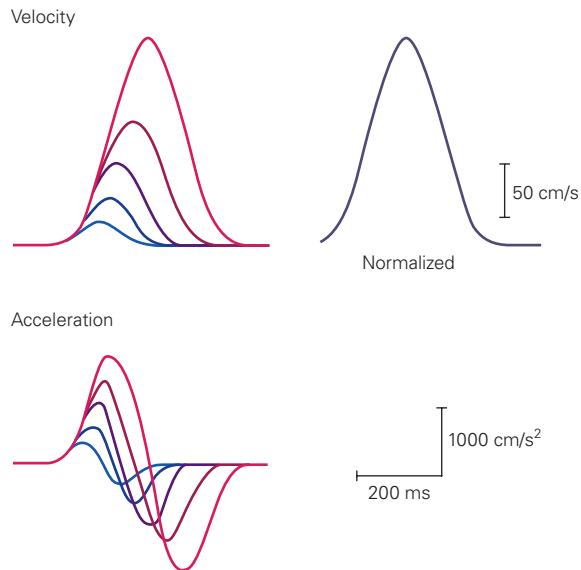 Velocity
50 cm/s
Normalized
Acceleration
1000 cm/s²
200 ms